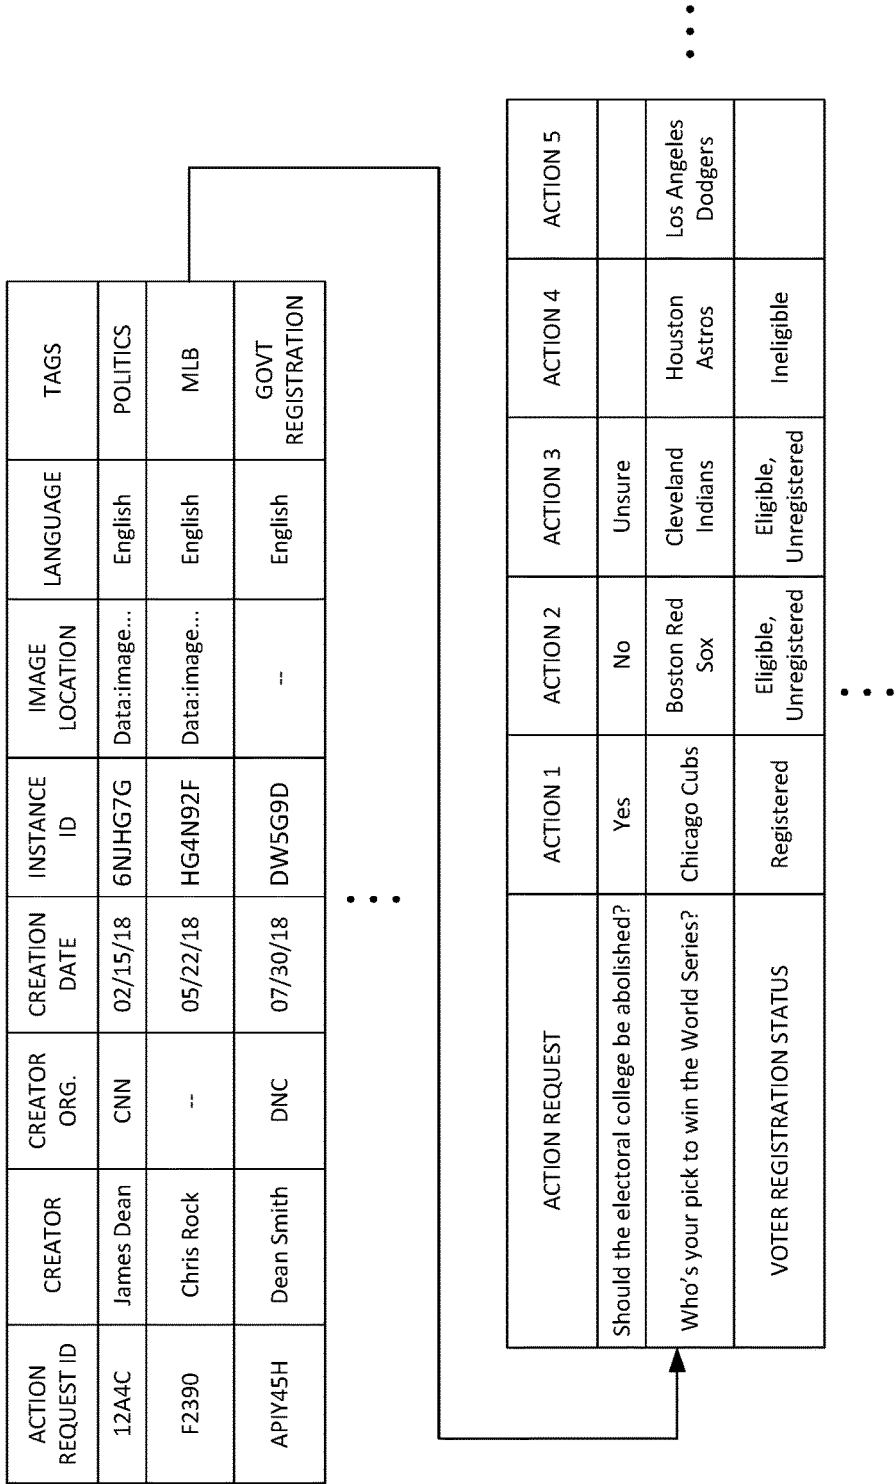 ACTION REQUEST ID
CREATOR
CREATOR ORG.
CREATION DATE
INSTANCE ID
IMAGE LOCATION
LANGUAGE
TAGS
12A4C
James Dean
CNN
02/15/18
6NJHG7G
Data:image...
English
POLITICS
F2390
Chris Rock
--
05/22/18
HG4N92F
Data:image...
English
MLB
APIY45H
Dean Smith
DNC
07/30/18
DW5G9D
--
English
GOVT REGISTRATION
ACTION REQUEST
ACTION 1
ACTION 2
ACTION 3
ACTION 4
ACTION 5
Should the electoral college be abolished?
Yes
No
Unsure
Who's your pick to win the World Series?
Chicago Cubs
Boston Red Sox
Cleveland Indians
Houston Astros
Los Angeles Dodgers
VOTER REGISTRATION STATUS
Registered
Eligible, Unregistered
Eligible, Unregistered
Ineligible